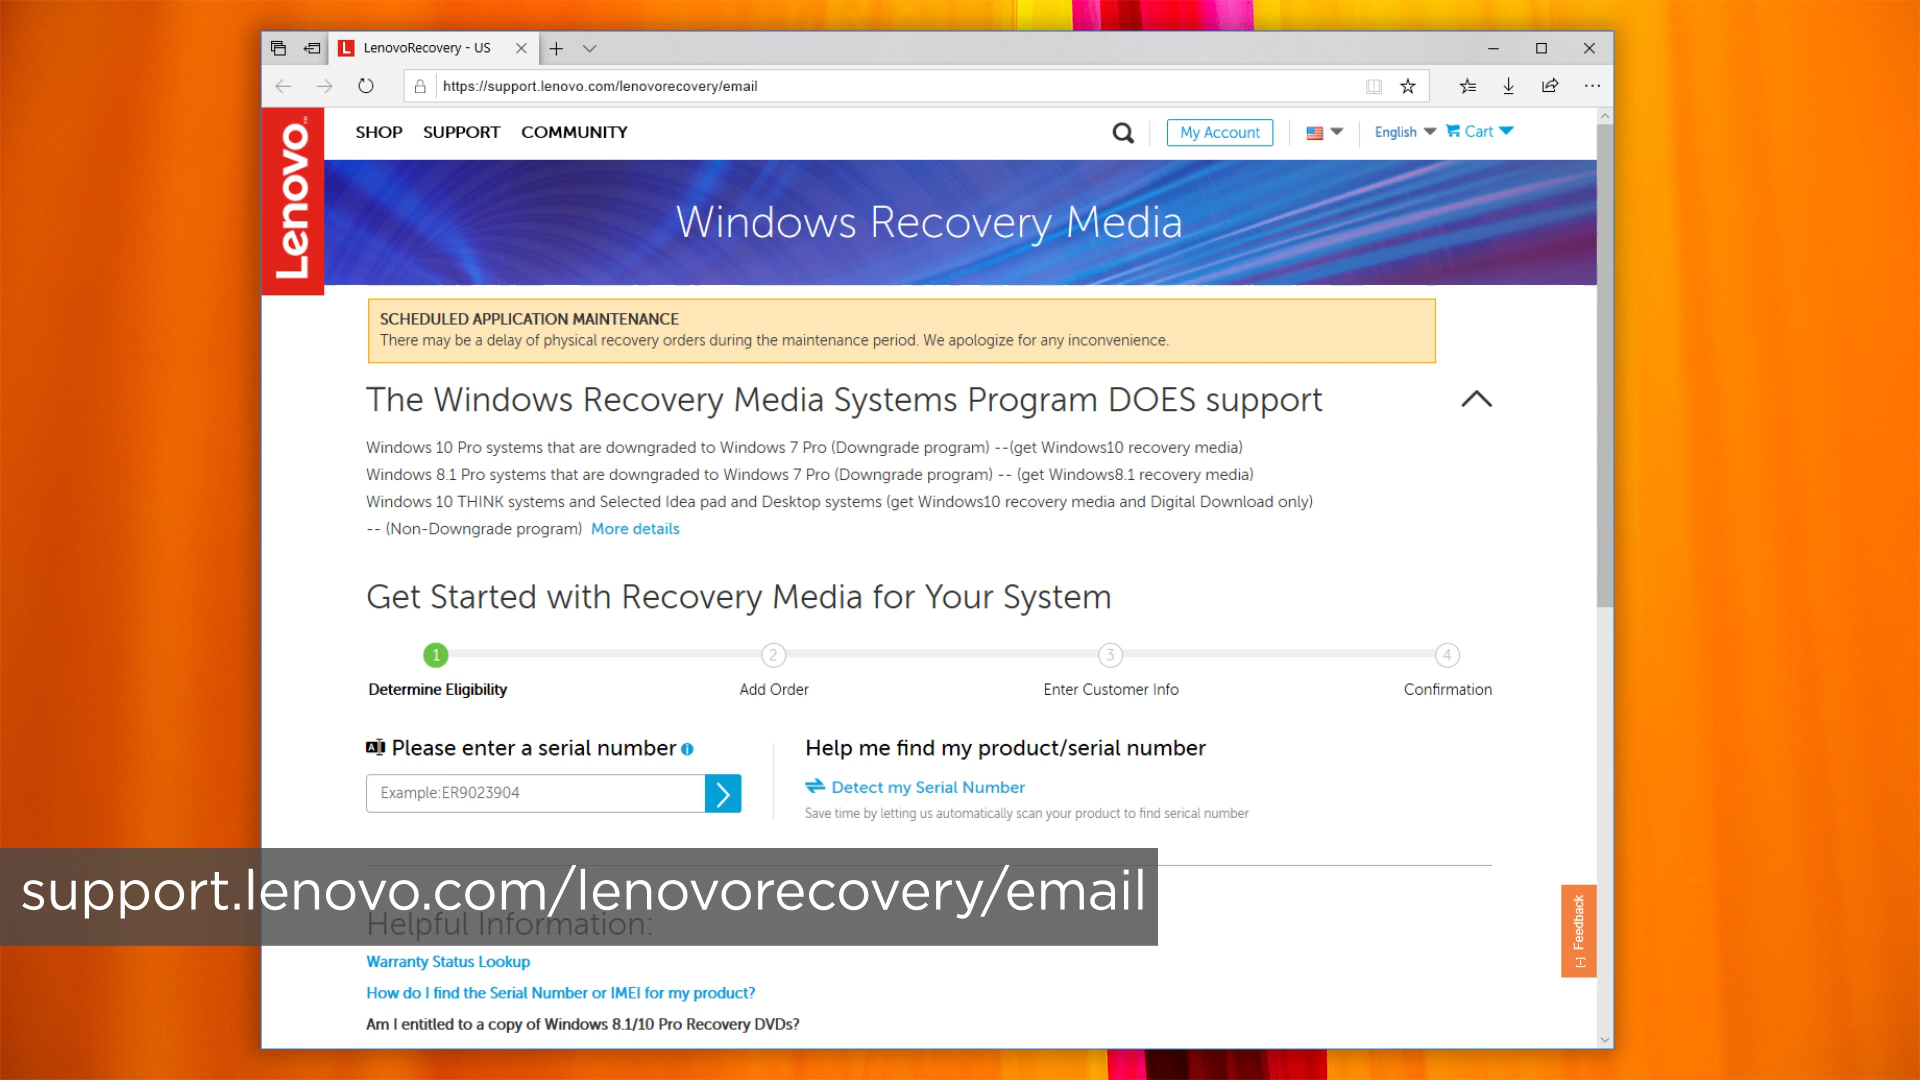 LenovoRecovery - US
https://support.lenovo.com/lenovorecovery/email
Lenovo™
SHOP SUPPORT COMMUNITY My Account English Cart
Windows Recovery Media
SCHEDULED APPLICATION MAINTENANCE
There may be a delay of physical recovery orders during the maintenance period. We apologize for any inconvenience.
The Windows Recovery Media Systems Program DOES support
Windows 10 Pro systems that are downgraded to Windows 7 Pro (Downgrade program) --(get Windows10 recovery media)
Windows 8.1 Pro systems that are downgraded to Windows 7 Pro (Downgrade program) -- (get Windows8.1 recovery media)
Windows 10 THINK systems and Selected Idea pad and Desktop systems (get Windows10 recovery media and Digital Download only)
-- (Non-Downgrade program) More details
Get Started with Recovery Media for Your System
1 2 3 4
Determine Eligibility Add Order Enter Customer Info Confirmation
Please enter a serial number
Example:ER9023904
Help me find my product/serial number
Detect my Serial Number
Save time by letting us automatically scan your product to find serical number
support.lenovo.com/lenovorecovery/email
Helpful Information:
Warranty Status Lookup
How do I find the Serial Number or IMEI for my product?
Am I entitled to a copy of Windows 8.1/10 Pro Recovery DVDs?
[-] Feedback